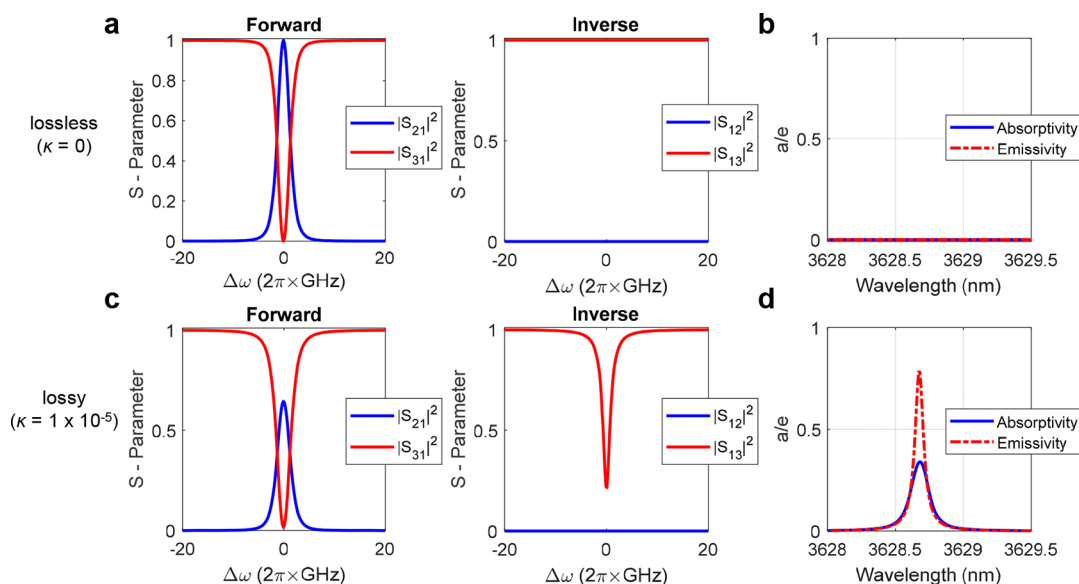 a
Forward
Inverse
b
lossless
(κ = 0)
S - Parameter
1
0.8
0.6
0.4
0.2
0
-20
0
20
Δω (2π×GHz)
|S21|²
|S31|²
S - Parameter
1
0.5
0
-20
0
20
Δω (2π×GHz)
|S12|²
|S13|²
a/e
1
0.5
0
3628
3628.5
3629
3629.5
Wavelength (nm)
Absorptivity
Emissivity
c
Forward
Inverse
d
lossy
(κ = 1 x 10⁻⁵)
S - Parameter
1
0.5
0
-20
0
20
Δω (2π×GHz)
|S21|²
|S31|²
S - Parameter
1
0.5
0
-20
0
20
Δω (2π×GHz)
|S12|²
|S13|²
a/e
1
0.5
0
3628
3628.5
3629
3629.5
Wavelength (nm)
Absorptivity
Emissivity